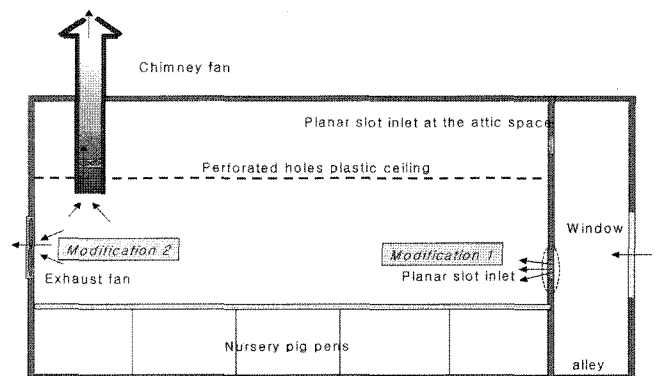 Chimney fan
Planar slot inlet at the attic space
Perforated holes plastic ceiling
Window
Modification 2
Modification 1
Exhaust fan
Planar slot inlet
Nursery pig pens
alley